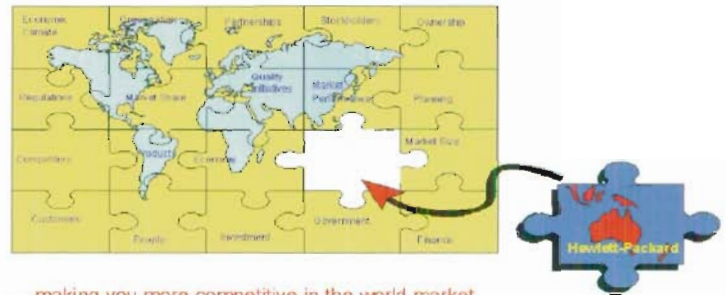 Economic Partnerships Stockholders Ownership
Climate
Quality Market
Initiatives Performance
Regulations Market Share Planning
Market Size
Competitors Products Economy
Customers Government
People Investment Finance
Hewlett-Packard
making you more competitive in the world market